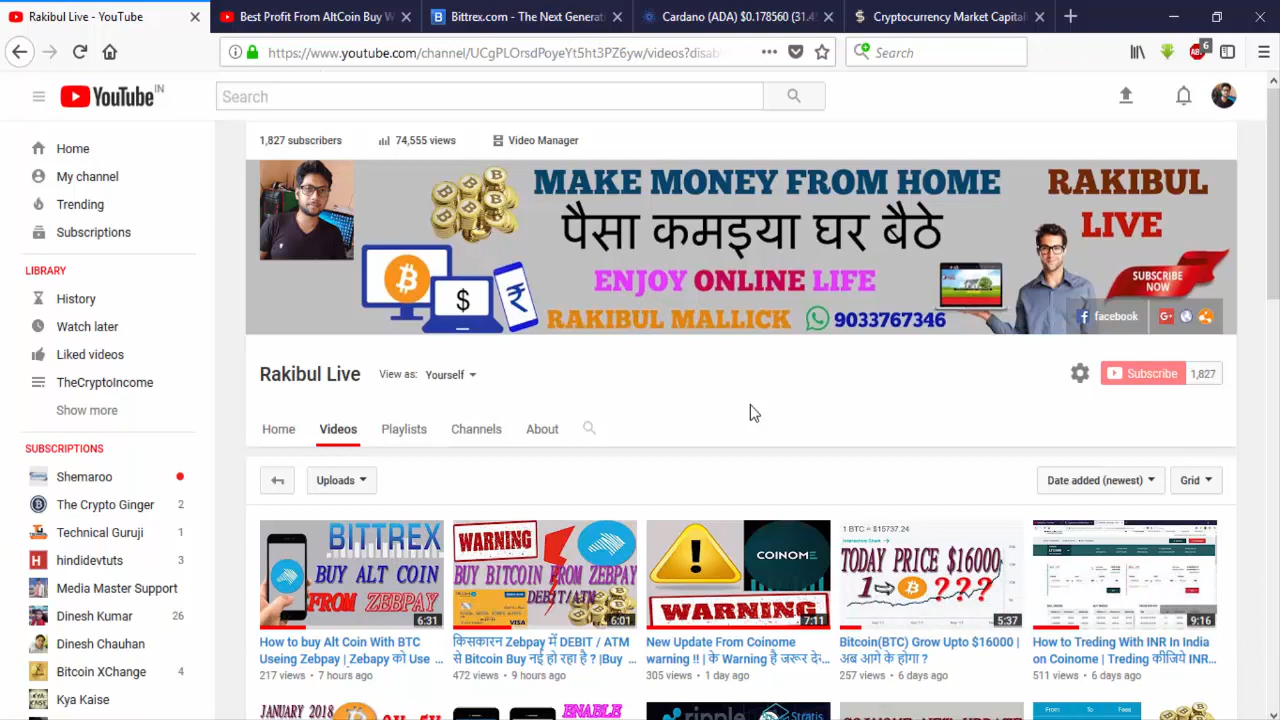 Rakibul Live - YouTube
Best Profit From AltCoin Buy W
Bittrex.com - The Next Generat
Cardano (ADA) $0.178560 (31.4
Cryptocurrency Market Capital
https://www.youtube.com/channel/UCgPLOrsdPoyeYt5ht3PZ6yw/videos?disab
Search
6
YouTube IN
Search
Home
My channel
Trending
Subscriptions
LIBRARY
History
Watch later
Liked videos
TheCryptoIncome
Show more
SUBSCRIPTIONS
Shemaroo
The Crypto Ginger 2
Technical Guruji 1
hindidevtuts 3
Media Master Support
Dinesh Kumar 26
Dinesh Chauhan
Bitcoin XChange 4
Kya Kaise
1,827 subscribers
74,555 views
Video Manager
MAKE MONEY FROM HOME
पैसा कमइया घर बैठे
ENJOY ONLINE LIFE
RAKIBUL MALLICK 9033767346
RAKIBUL
LIVE
SUBSCRIBE
NOW
facebook
Rakibul Live
View as: Yourself
Subscribe 1,827
Home
Videos
Playlists
Channels
About
Uploads
Date added (newest)
Grid
BITTREX
BUY ALT COIN
FROM ZEBPAY
6:31
How to buy Alt Coin With BTC
Useing Zebpay | Zebapy को Use ...
217 views • 7 hours ago
WARNING
BUY BITCOIN FROM ZEBPAY
DEBIT/ATM
VISA
6:01
किसकारन Zebpay में DEBIT / ATM
से Bitcoin Buy नई हो रहा है ? |Buy ...
472 views • 9 hours ago
COINOME
WARNING
7:11
New Update From Coinome
warning !! | के Warning है जरूर दे...
305 views • 1 day ago
1 BTC = $15737.24
Interactive Chart
TODAY PRICE $16000
1 ???
5:37
Bitcoin(BTC) Grow Upto $16000 |
अब आगे के होगा ?
257 views • 6 days ago
9:16
How to Treding With INR In India
on Coinome | Treding कीजिये INR...
511 views • 6 days ago
JANUARY 2018
ENABLE
ripple
Stratis
From
To
Fees